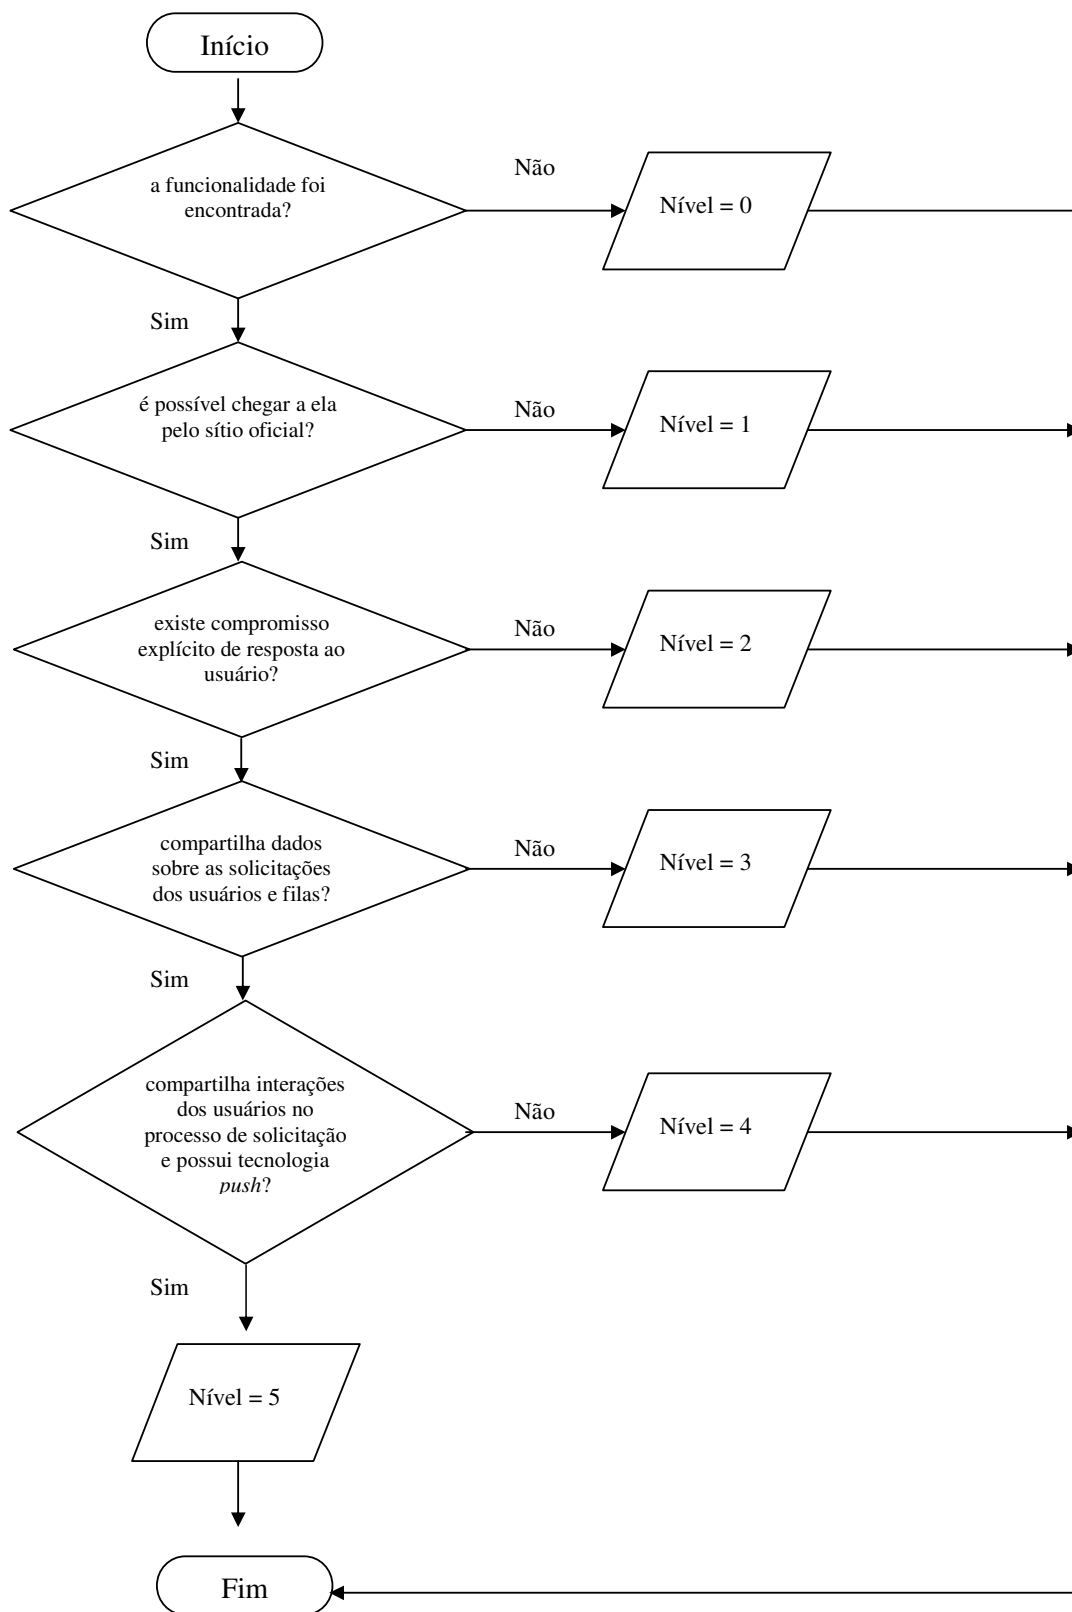 Início
a funcionalidade foi
encontrada?
Não
Nível = 0
Sim
é possível chegar a ela
pelo sítio oficial?
Não
Nível = 1
Sim
existe compromisso
explícito de resposta ao
usuário?
Não
Nível = 2
Sim
compartilha dados
sobre as solicitações
dos usuários e filas?
Não
Nível = 3
Sim
compartilha interações
dos usuários no
processo de solicitação
e possui tecnologia
push?
Não
Nível = 4
Sim
Nível = 5
Fim